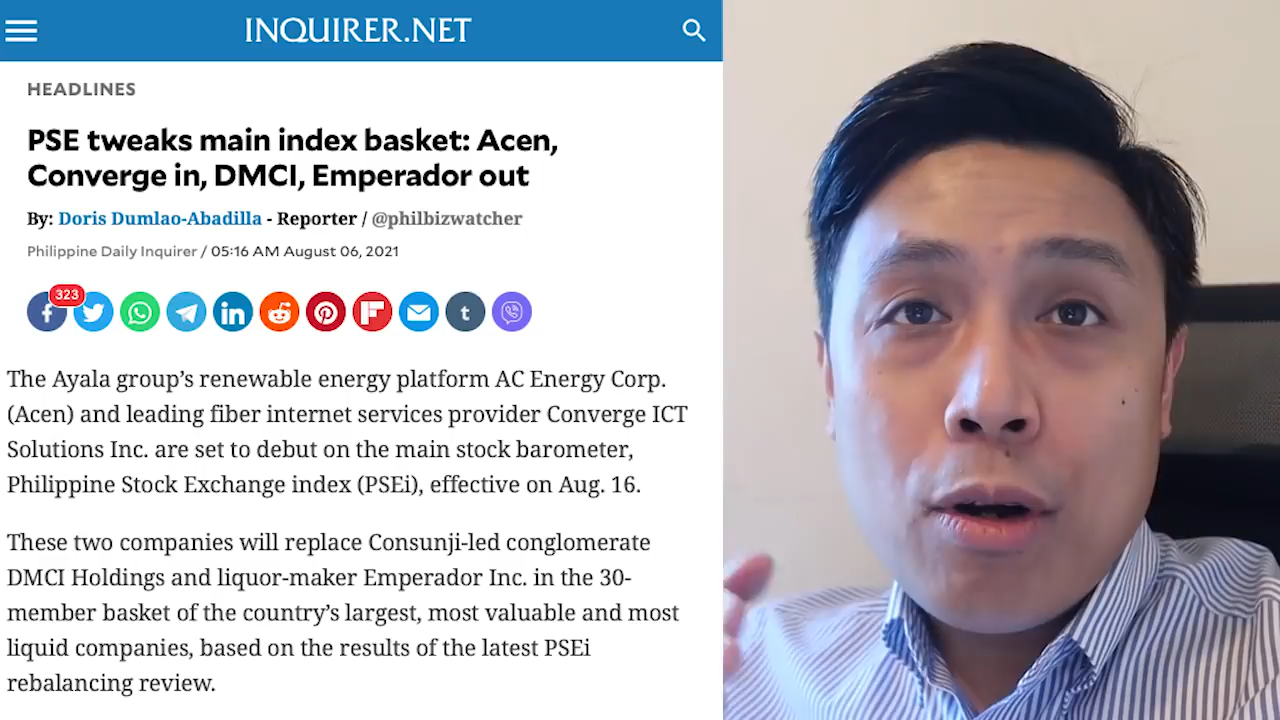 INQUIRER.NET
HEADLINES
PSE tweaks main index basket: Acen,
Converge in, DMCI, Emperador out
By: Doris Dumlao-Abadilla - Reporter / @philbizwatcher
Philippine Daily Inquirer / 05:16 AM August 06, 2021
323
The Ayala group’s renewable energy platform AC Energy Corp.
(Acen) and leading fiber internet services provider Converge ICT
Solutions Inc. are set to debut on the main stock barometer,
Philippine Stock Exchange index (PSEi), effective on Aug. 16.
These two companies will replace Consunji-led conglomerate
DMCI Holdings and liquor-maker Emperador Inc. in the 30-
member basket of the country’s largest, most valuable and most
liquid companies, based on the results of the latest PSEi
rebalancing review.